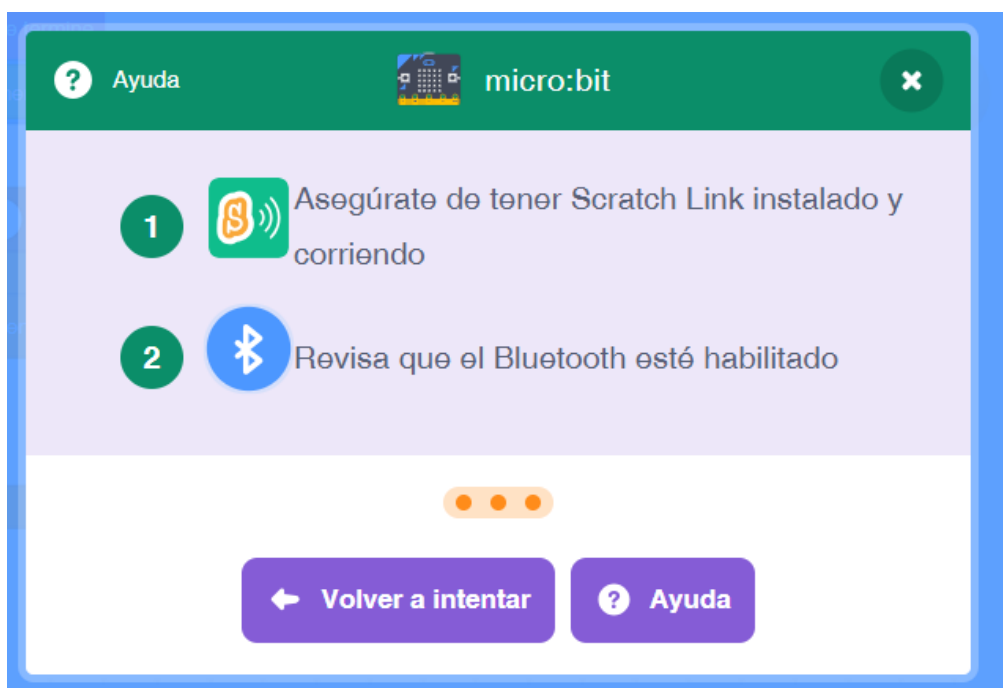 Ayuda
micro:bit
1
Asegúrate de tener Scratch Link instalado y
corriendo
2
Revisa que el Bluetooth esté habilitado
Volver a intentar
Ayuda